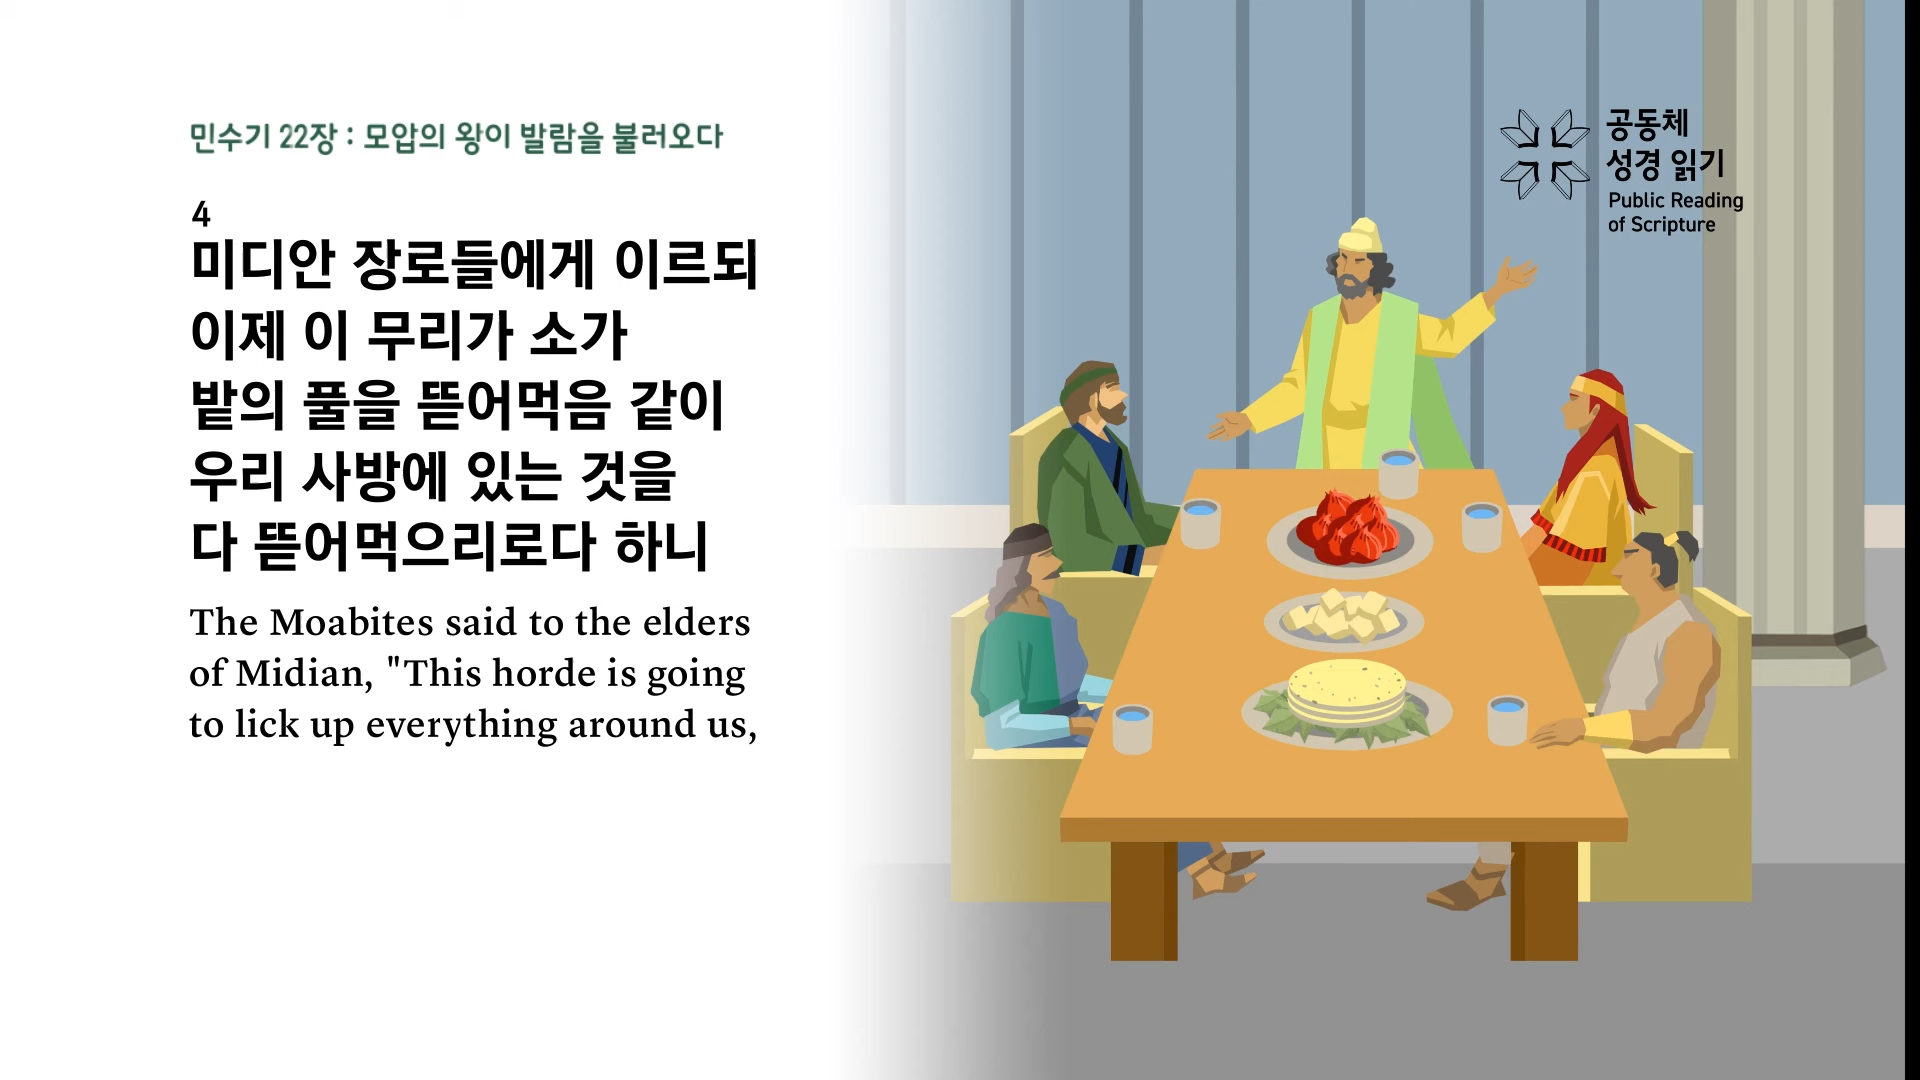 민수기 22장 : 모압의 왕이 발람을 불러오다
4
미디안 장로들에게 이르되
이제 이 무리가 소가
밭의 풀을 뜯어먹음 같이
우리 사방에 있는 것을
다 뜯어먹으리로다 하니
The Moabites said to the elders
of Midian, "This horde is going
to lick up everything around us,
공동체
성경 읽기
Public Reading
of Scripture